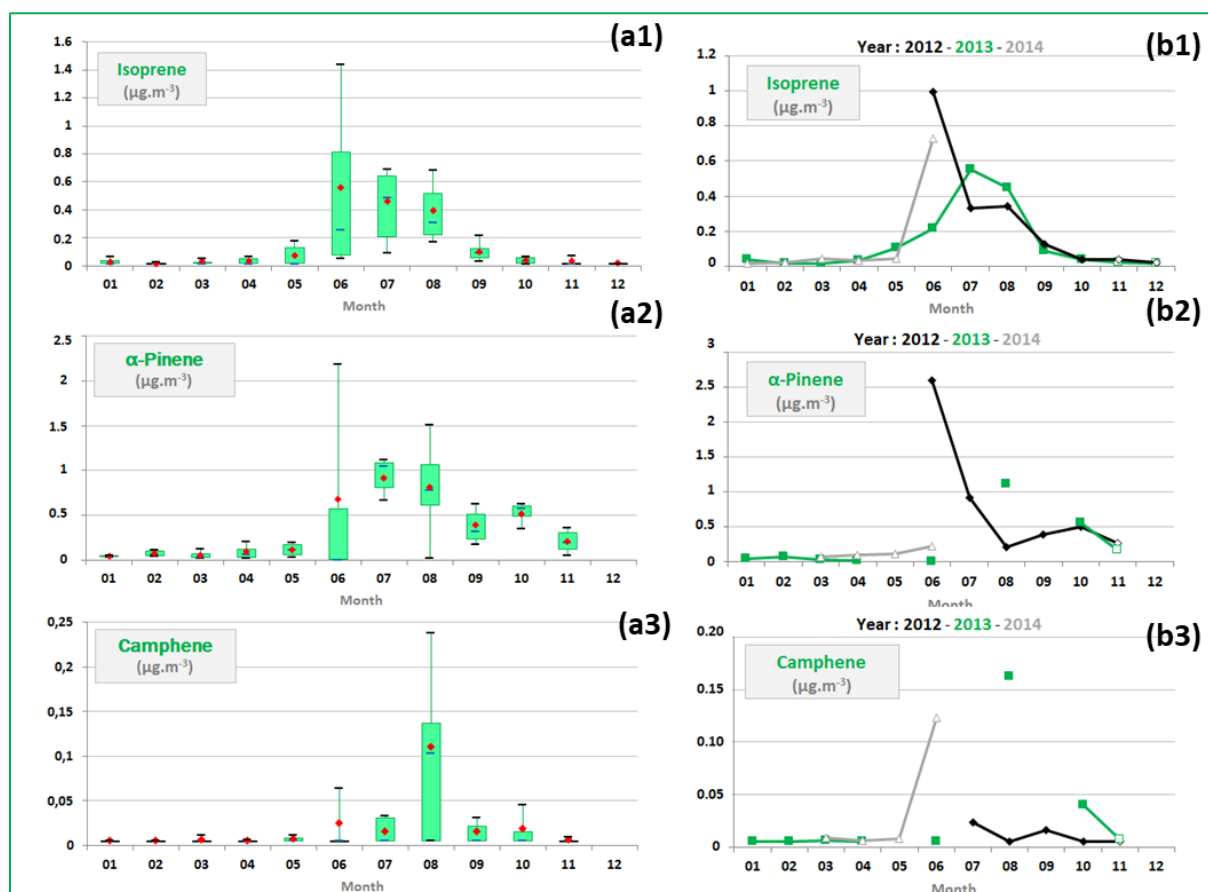 (a1)
Isoprene
(µg.m-3)
1.6
1.4
1.2
1
0.8
0.6
0.4
0.2
0
01 02 03 04 05 06 07 08 09 10 11 12
Month
(b1)
Year : 2012 - 2013 - 2014
Isoprene
(µg.m-3)
1.2
1
0.8
0.6
0.4
0.2
0
01 02 03 04 05 06 07 08 09 10 11 12
Month
(a2)
α-Pinene
(µg.m-3)
2.5
2
1.5
1
0.5
0
01 02 03 04 05 06 07 08 09 10 11 12
Month
(b2)
Year : 2012 - 2013 - 2014
α-Pinene
(µg.m-3)
3
2.5
2
1.5
1
0.5
0
01 02 03 04 05 06 07 08 09 10 11 12
Month
(a3)
Camphene
(µg.m-3)
0,25
0,2
0,15
0,1
0,05
0
01 02 03 04 05 06 07 08 09 10 11 12
Month
(b3)
Year : 2012 - 2013 - 2014
Camphene
(µg.m-3)
0.20
0.15
0.10
0.05
0
01 02 03 04 05 06 07 08 09 10 11 12
Month